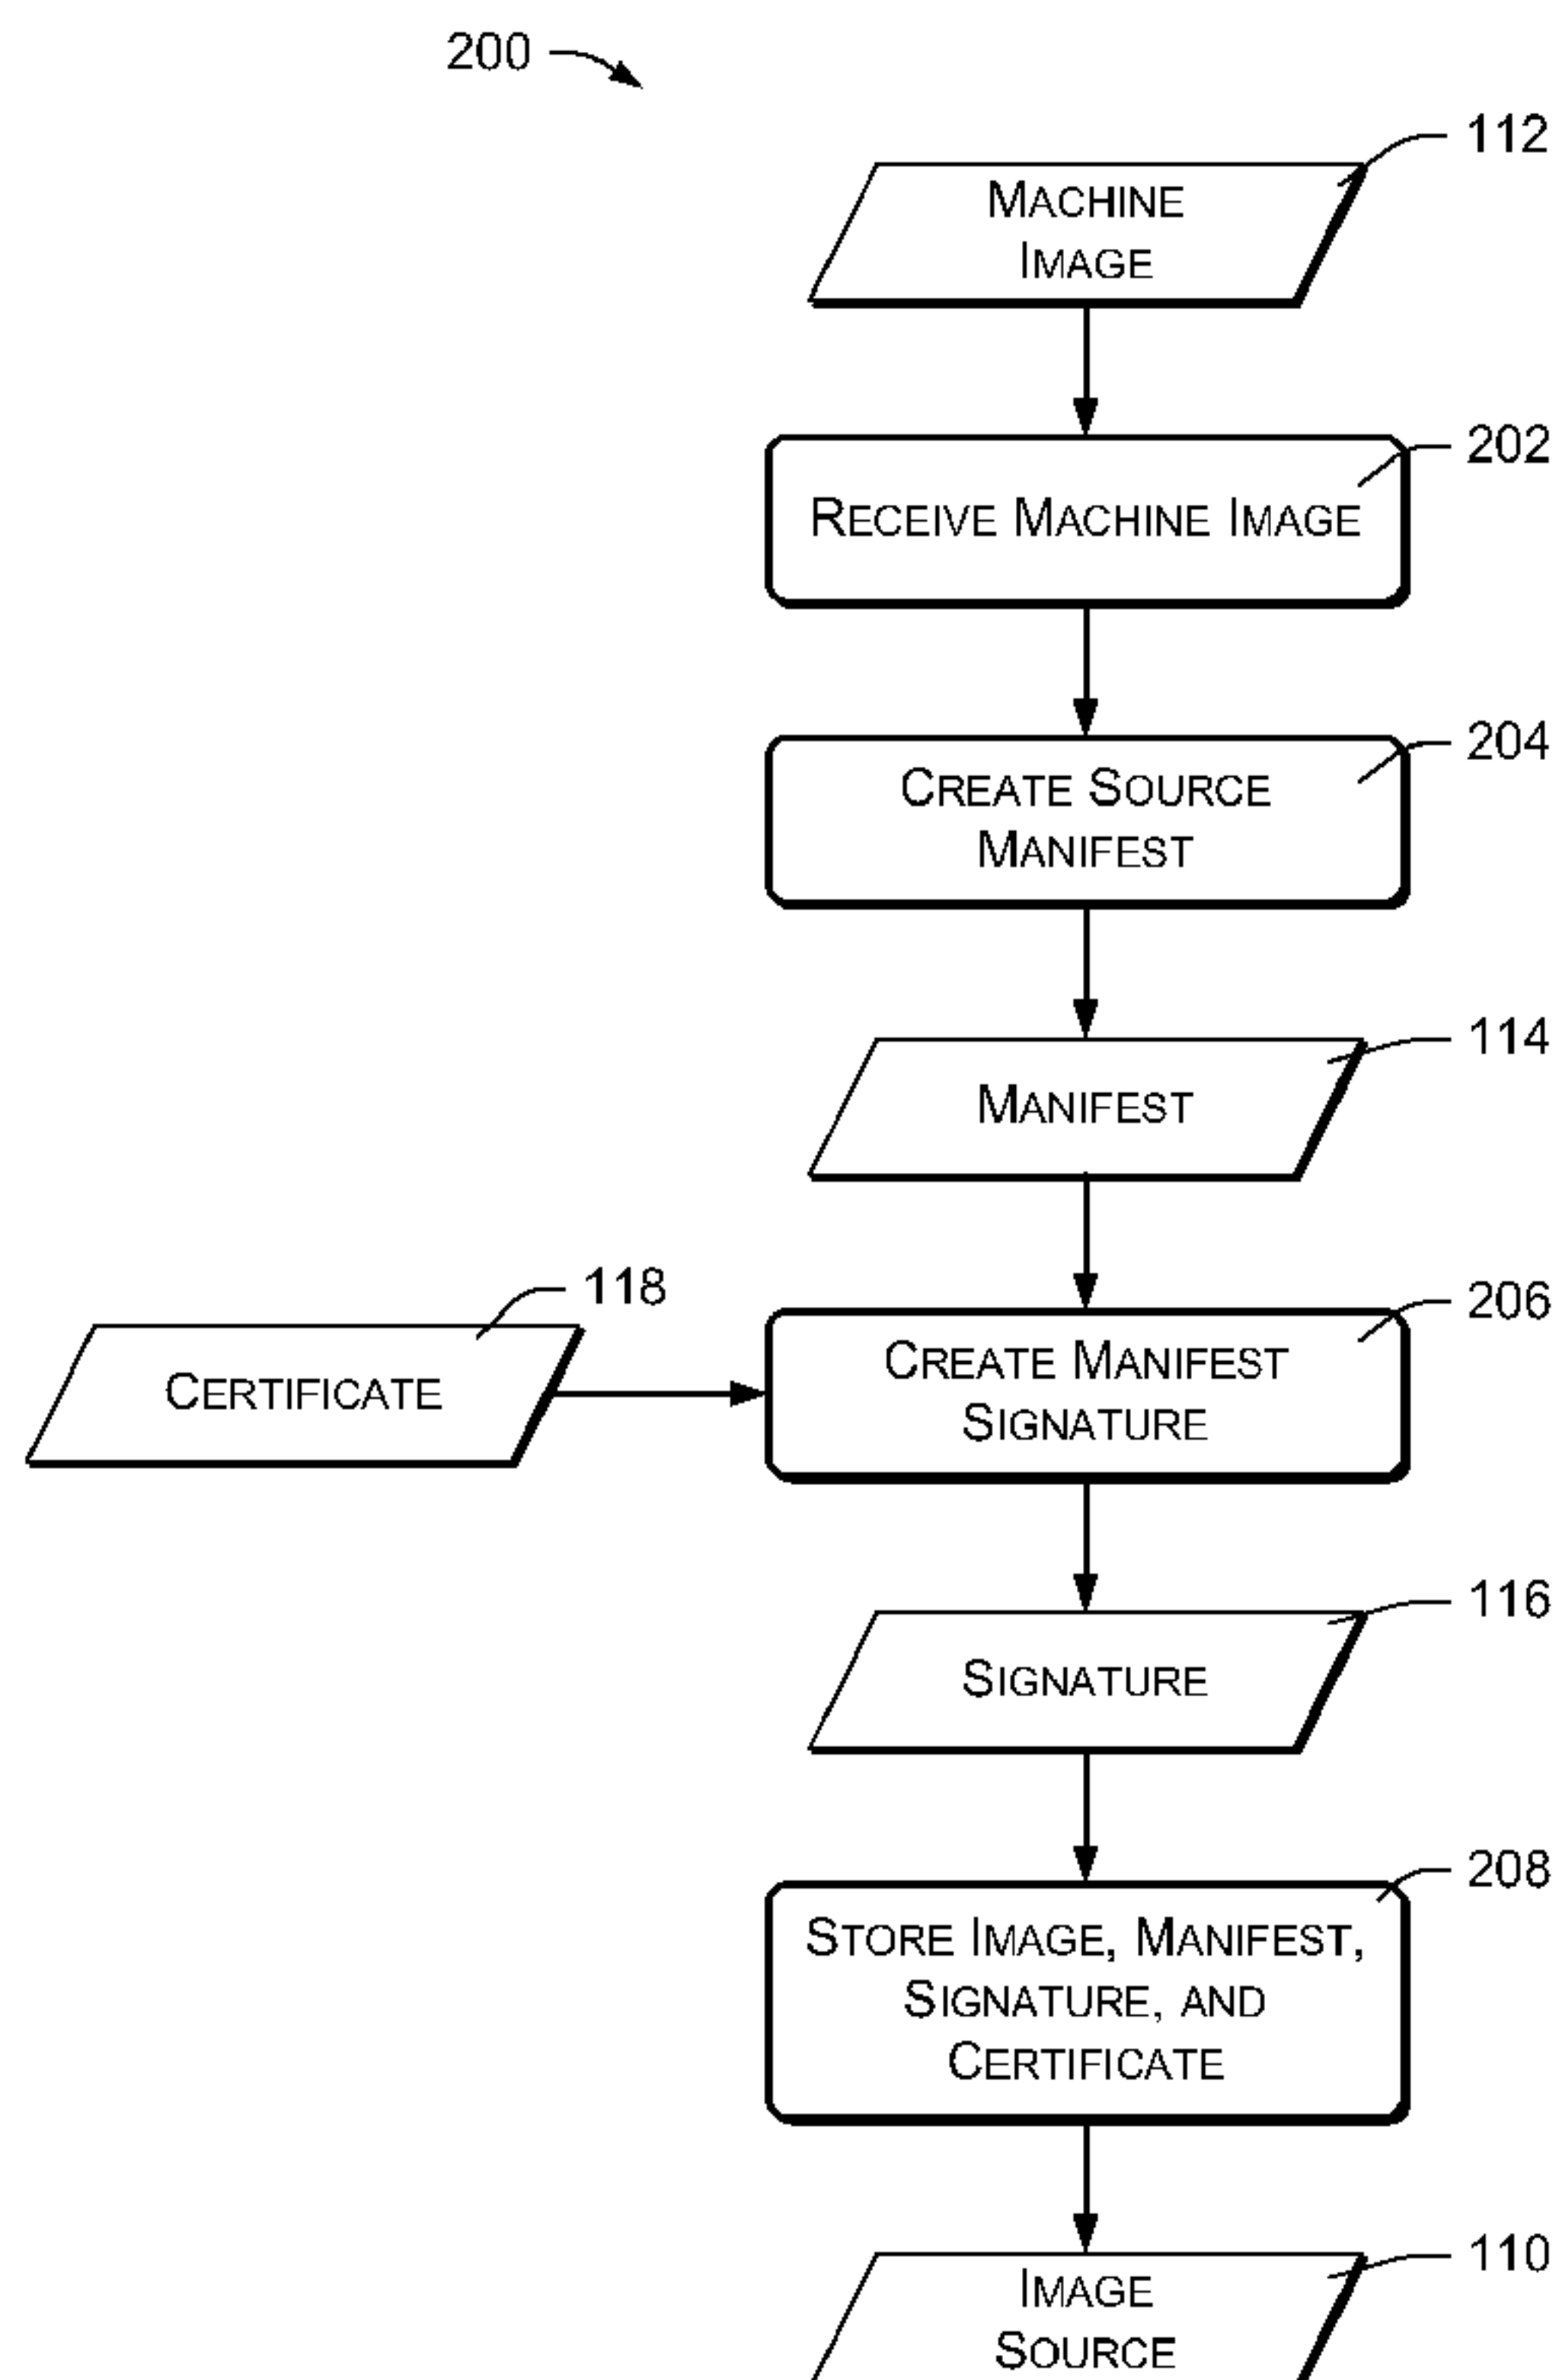 200
112
MACHINE
IMAGE
202
RECEIVE MACHINE IMAGE
204
CREATE SOURCE
MANIFEST
114
MANIFEST
118
CERTIFICATE
206
CREATE MANIFEST
SIGNATURE
116
SIGNATURE
208
STORE IMAGE, MANIFEST,
SIGNATURE, AND
CERTIFICATE
110
IMAGE
SOURCE